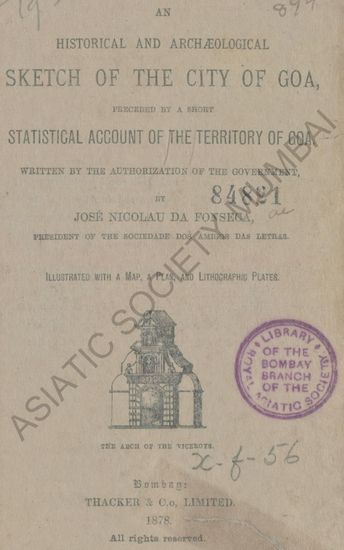 AN
HISTORICAL AND ARCHÆOLOGICAL
SKETCH OF THE CITY OF GOA,
PRECEDED BY A SHORT
STATISTICAL ACCOUNT OF THE TERRITORY OF GOA,
WRITTEN BY THE AUTHORIZATION OF THE GOVERNMENT,
84821
BY
JOSÉ NICOLAU DA FONSECA,
PRESIDENT OF THE SOCIEDADE DOS AMIGOS DAS LETRAS.
ILLUSTRATED WITH A MAP, A PLAN, AND LITHOGRAPHIC PLATES.
LIBRARY
OF THE
BOMBAY
BRANCH
OF THE
ROYAL ASIATIC SOCIETY
THE ARCH OF THE VICEROYS.
x-f-56
Bombay:
THACKER & Co., LIMITED.
1878.
All rights reserved.
ASIATIC SOCIETY MUMBAI